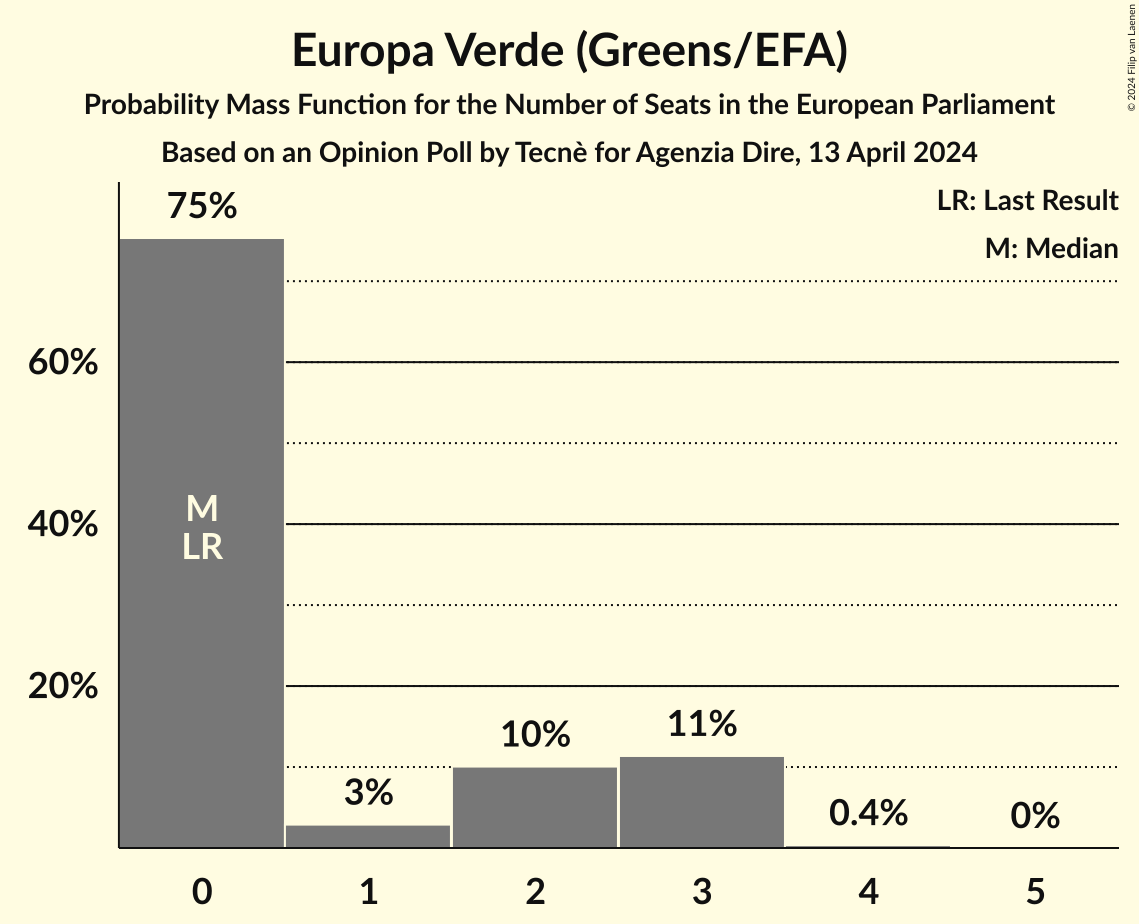 Europa Verde (Greens/EFA)
Probability Mass Function for the Number of Seats in the European Parliament
Based on an Opinion Poll by Tecnè for Agenzia Dire, 13 April 2024
© 2024 Filip van Laenen
LR: Last Result
M: Median
75%
60%
M
40%
LR
20%
11%
10%
3%
0.4%
0%
0 1 2 3 4 5